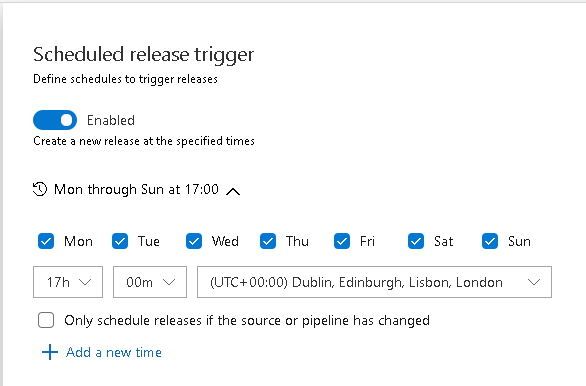 Scheduled release trigger
Define schedules to trigger releases
Enabled
Create a new release at the specified times
Mon through Sun at 17:00
Mon Tue Wed Thu Fri Sat Sun
17h 00m (UTC+00:00) Dublin, Edinburgh, Lisbon, London
Only schedule releases if the source or pipeline has changed
Add a new time